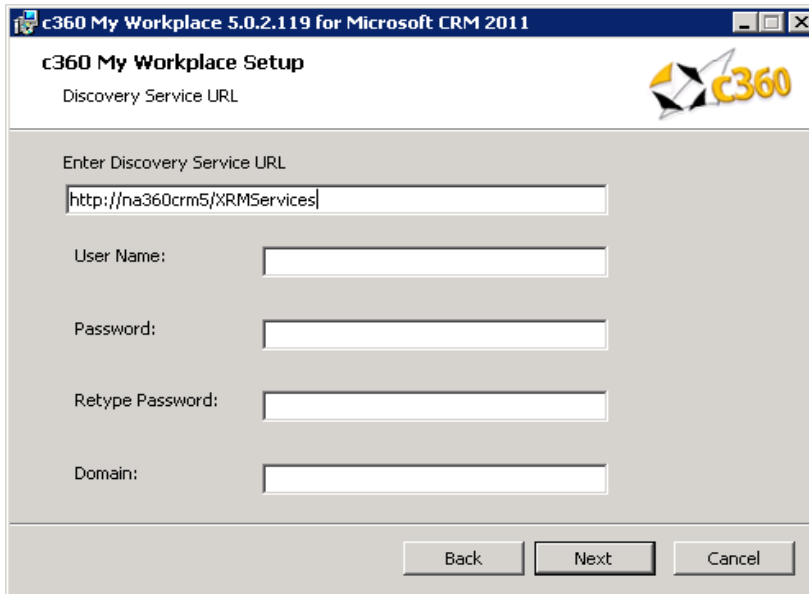 c360 My Workplace 5.0.2.119 for Microsoft CRM 2011
c360 My Workplace Setup
Discovery Service URL
c360
Enter Discovery Service URL
http://na360crm5/XRMServices
User Name:
Password:
Retype Password:
Domain:
Back Next Cancel